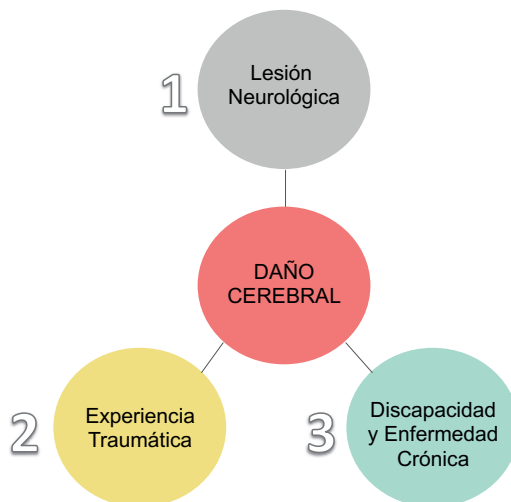 Lesión
Neurológica
1
DAÑO
CEREBRAL
2
Experiencia
Traumática
3
Discapacidad
y Enfermedad
Crónica